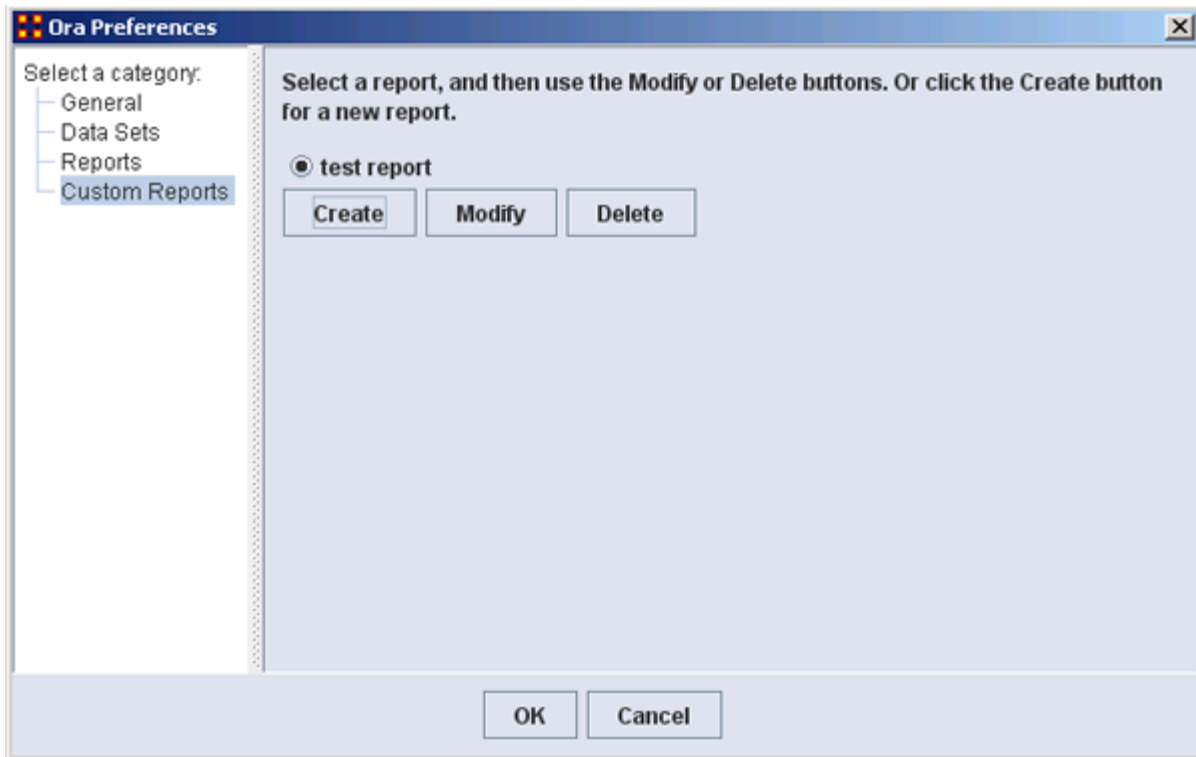 Ora Preferences
Select a category:
General
Data Sets
Reports
Custom Reports
Select a report, and then use the Modify or Delete buttons. Or click the Create button
for a new report.
test report
Create Modify Delete
OK Cancel